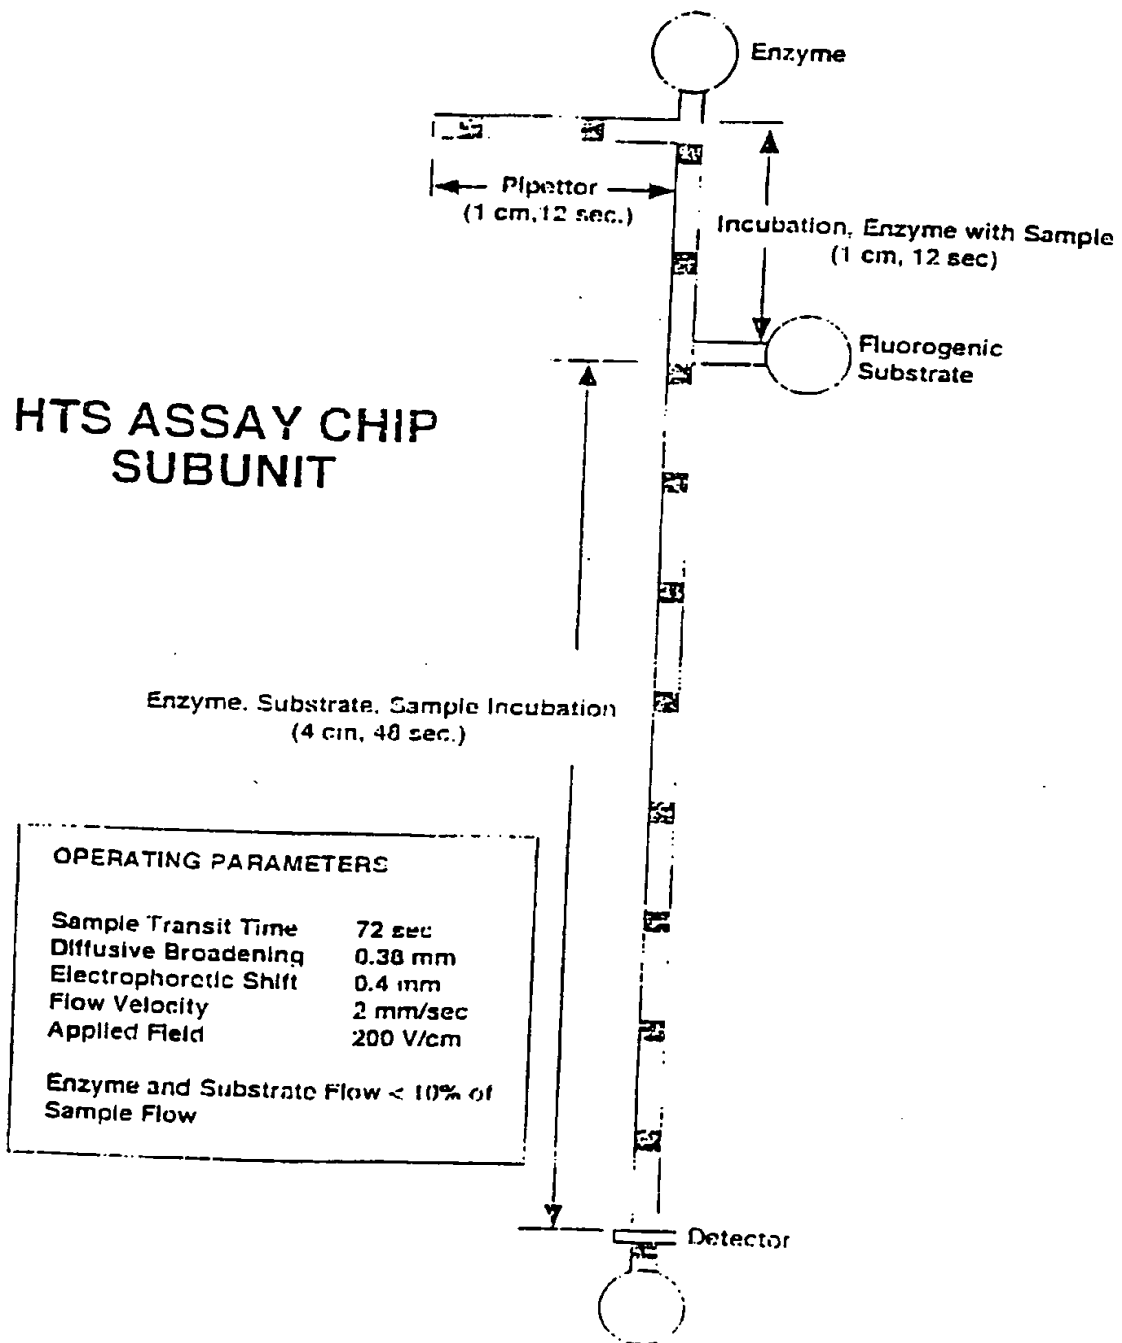 Enzyme
Pipettor
(1 cm, 12 sec.)
Incubation, Enzyme with Sample
(1 cm, 12 sec)
Fluorogenic
Substrate
HTS ASSAY CHIP
SUBUNIT
Enzyme, Substrate, Sample Incubation
(4 cm, 48 sec.)
OPERATING PARAMETERS
Sample Transit Time 72 sec
Diffusive Broadening 0.38 mm
Electrophoretic Shift 0.4 mm
Flow Velocity 2 mm/sec
Applied Field 200 V/cm
Enzyme and Substrate Flow < 10% of
Sample Flow
Detector